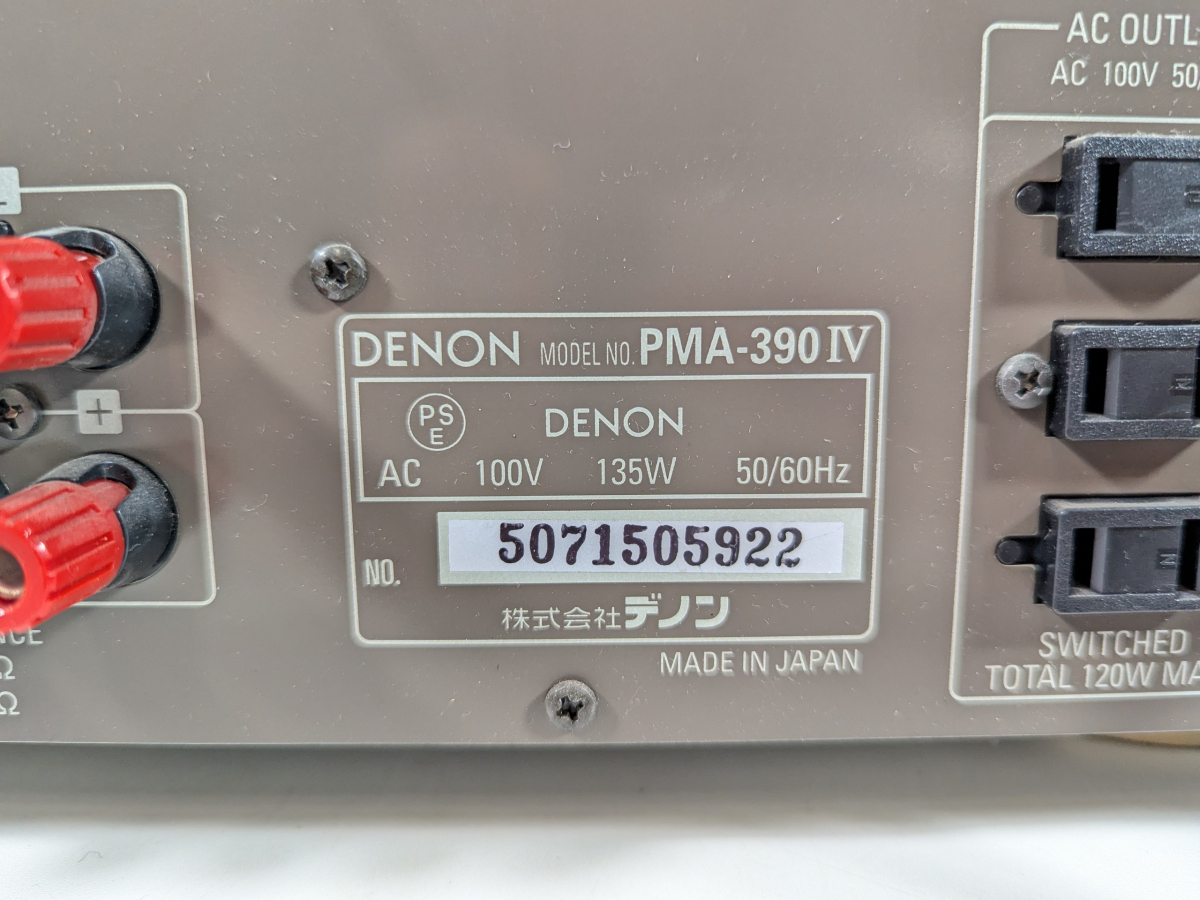 AC OUTL
AC 100V 50/
DENON MODEL NO. PMA-390 IV
PS
E
DENON
AC 100V 135W 50/60Hz
NO. 5071505922
株式会社デノン
MADE IN JAPAN
+
NCE
Ω
Ω
SWITCHED
TOTAL 120W MA